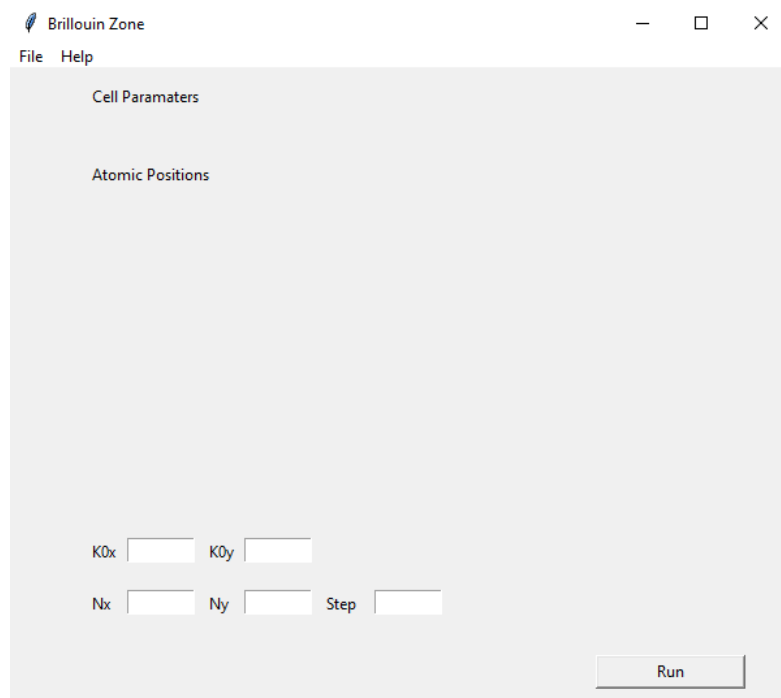 Brillouin Zone
File Help
Cell Paramaters
Atomic Positions
K0x K0y
Nx Ny Step
Run